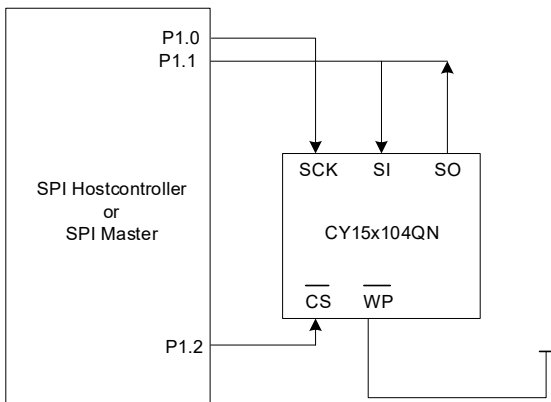 P1.0
P1.1
SCK SI SO
SPI Hostcontroller
or
SPI Master
CY15x104QN
CS WP
P1.2